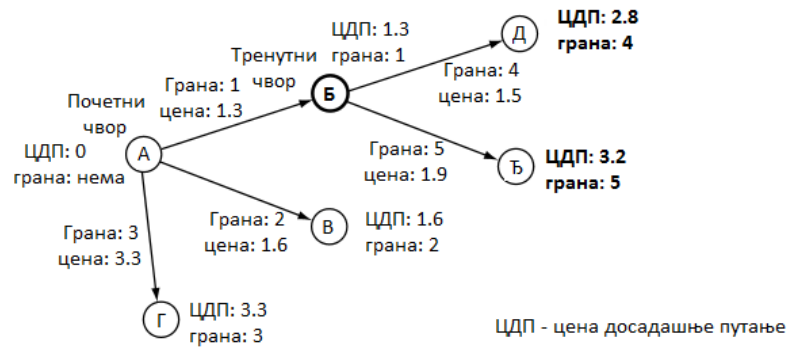 ЦДП: 2.8
грана: 4
Д
ЦДП: 1.3
грана: 1
Тренутни
чвор
Б
Грана: 4
цена: 1.5
Грана: 1
цена: 1.3
Почетни
чвор
ЦДП: 0
грана: нема
А
Грана: 5
цена: 1.9
Ђ
ЦДП: 3.2
грана: 5
Грана: 2
цена: 1.6
В
ЦДП: 1.6
грана: 2
Грана: 3
цена: 3.3
Г
ЦДП: 3.3
грана: 3
ЦДП - цена досадашње путање